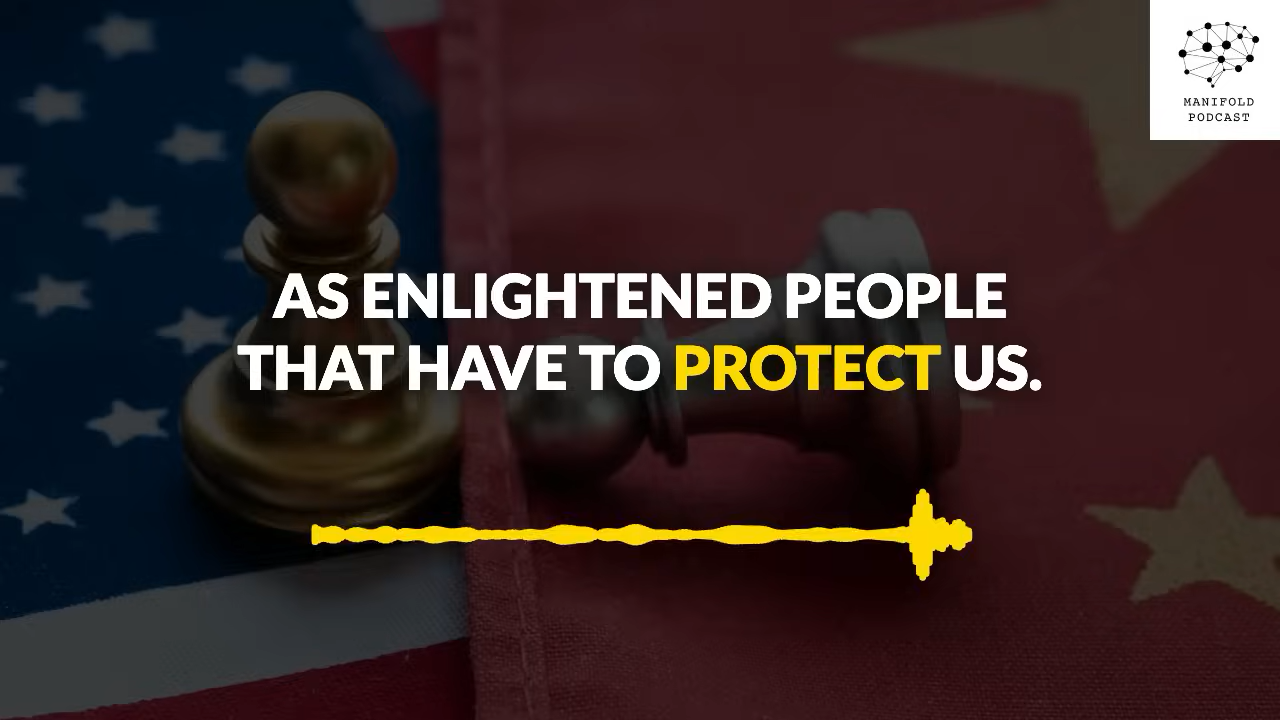 MANIFOLD
PODCAST
AS ENLIGHTENED PEOPLE
THAT HAVE TO PROTECT US.